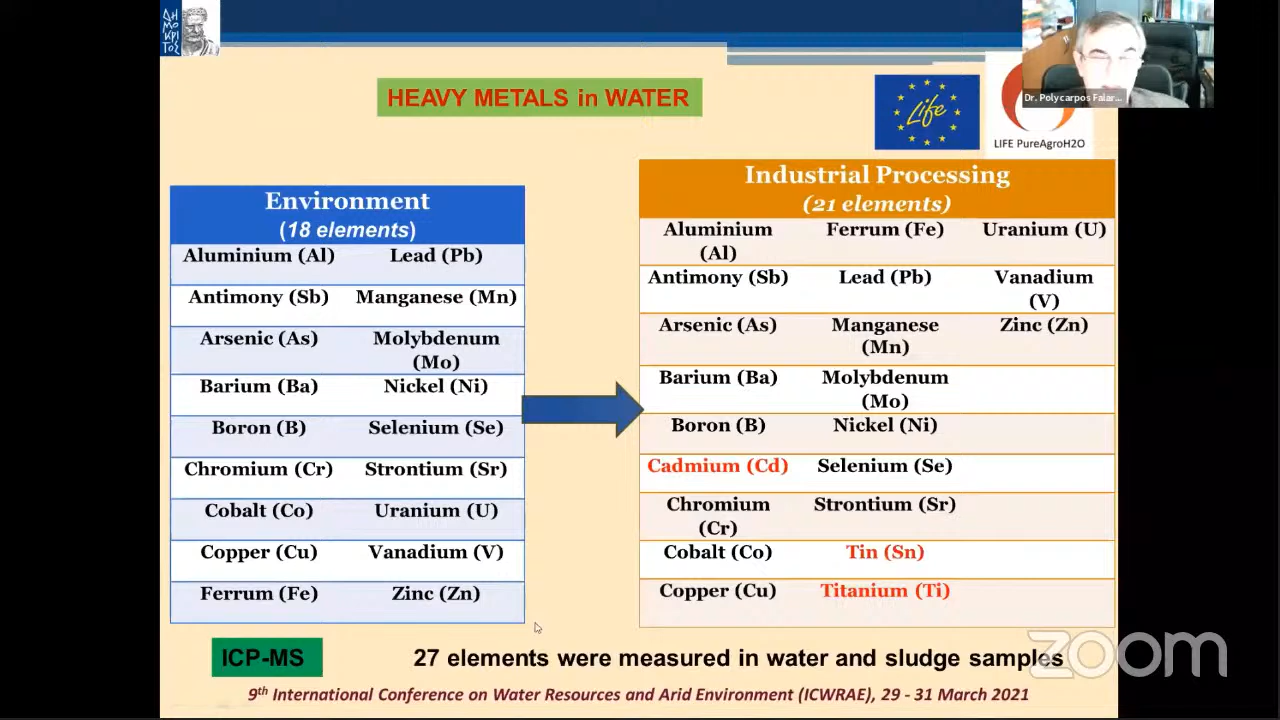 ΔΗ
ΜΟ
ΚΡΙ
ΤΟΣ
HEAVY METALS in WATER
Life
LIFE PureAgroH2O
Dr. Polycarpos Falar...
Environment
(18 elements)
Aluminium (Al) Lead (Pb)
Antimony (Sb) Manganese (Mn)
Arsenic (As) Molybdenum
(Mo)
Barium (Ba) Nickel (Ni)
Boron (B) Selenium (Se)
Chromium (Cr) Strontium (Sr)
Cobalt (Co) Uranium (U)
Copper (Cu) Vanadium (V)
Ferrum (Fe) Zinc (Zn)
Industrial Processing
(21 elements)
Aluminium Ferrum (Fe) Uranium (U)
(Al)
Antimony (Sb) Lead (Pb) Vanadium
(V)
Arsenic (As) Manganese Zinc (Zn)
(Mn)
Barium (Ba) Molybdenum
(Mo)
Boron (B) Nickel (Ni)
Cadmium (Cd) Selenium (Se)
Chromium Strontium (Sr)
(Cr)
Cobalt (Co) Tin (Sn)
Copper (Cu) Titanium (Ti)
ICP-MS
27 elements were measured in water and sludge samples
zoom
9th International Conference on Water Resources and Arid Environment (ICWRAE), 29 - 31 March 2021